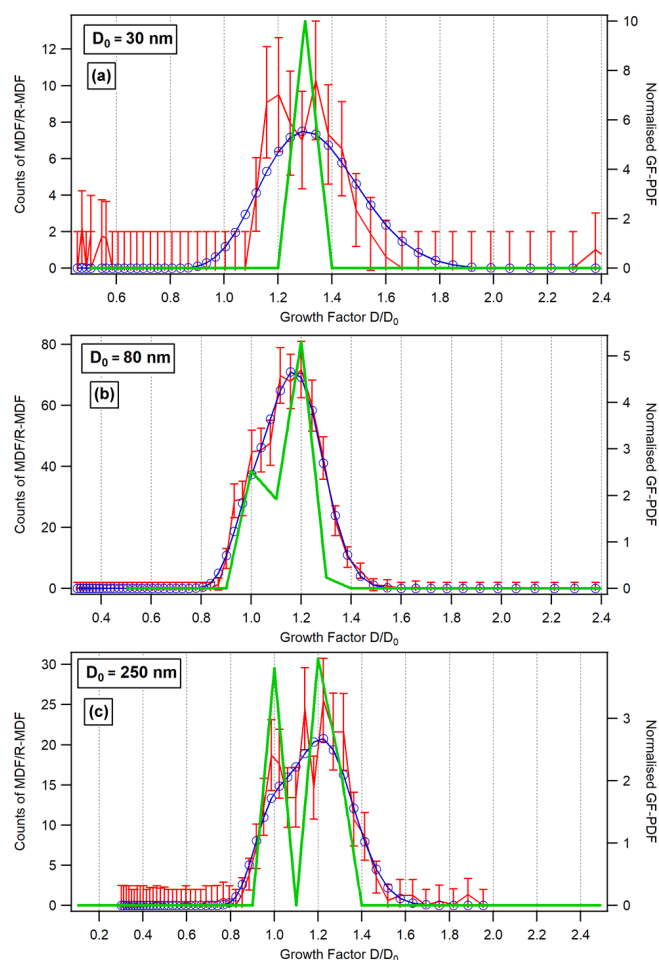 D0 = 30 nm
(a)
Counts of MDF/R-MDF
12
10
8
6
4
2
0
0.6 0.8 1.0 1.2 1.4 1.6 1.8 2.0 2.2 2.4
Growth Factor D/D0
10
8
6
4
2
0
Normalised GF-PDF
D0 = 80 nm
(b)
Counts of MDF/R-MDF
80
60
40
20
0
0.4 0.6 0.8 1.0 1.2 1.4 1.6 1.8 2.0 2.2 2.4
Growth Factor D/D0
5
4
3
2
1
0
Normalised GF-PDF
D0 = 250 nm
(c)
Counts of MDF/R-MDF
30
25
20
15
10
5
0
0.2 0.4 0.6 0.8 1.0 1.2 1.4 1.6 1.8 2.0 2.2 2.4
Growth Factor D/D0
3
2
1
0
Normalised GF-PDF